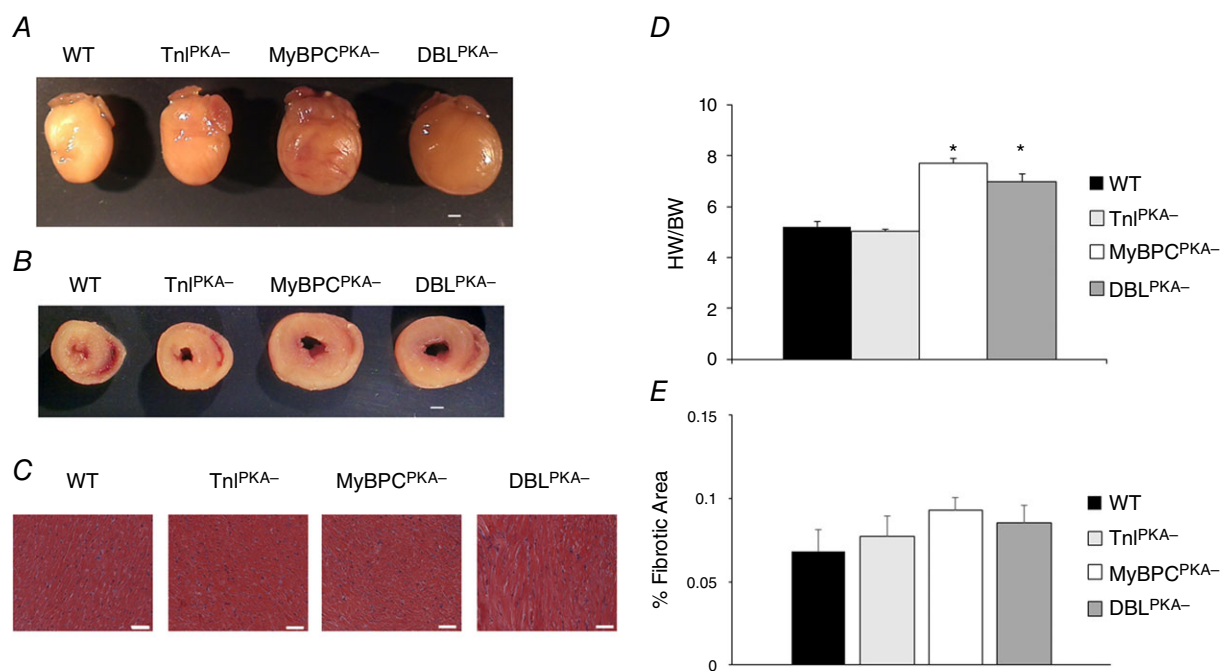 A
WT TnI^PKA– MyBPC^PKA– DBL^PKA–
B
WT TnI^PKA– MyBPC^PKA– DBL^PKA–
C
WT TnI^PKA– MyBPC^PKA– DBL^PKA–
D
HW/BW
10
8
6
4
2
0
* *
WT
TnI^PKA–
MyBPC^PKA–
DBL^PKA–
E
% Fibrotic Area
0.15
0.1
0.05
0
WT
TnI^PKA–
MyBPC^PKA–
DBL^PKA–